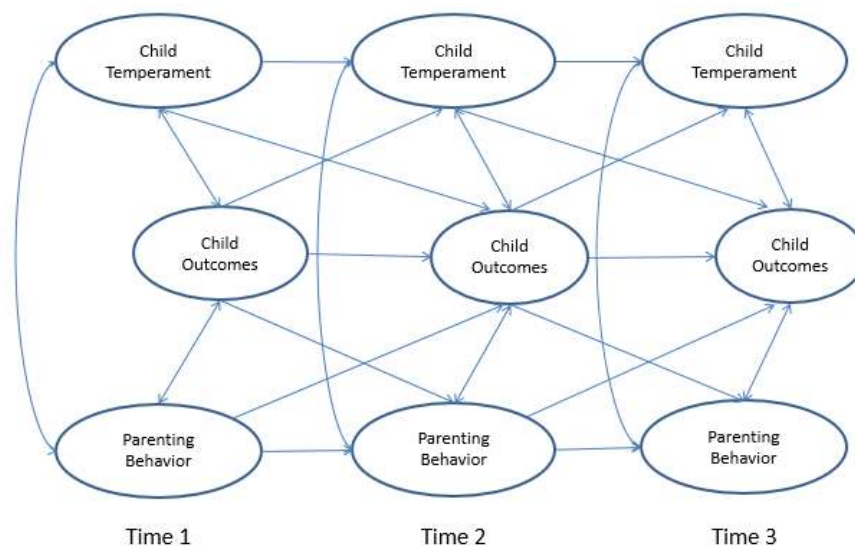 Child
Temperament
Child
Temperament
Child
Temperament
Child
Outcomes
Child
Outcomes
Child
Outcomes
Parenting
Behavior
Parenting
Behavior
Parenting
Behavior
Time 1
Time 2
Time 3